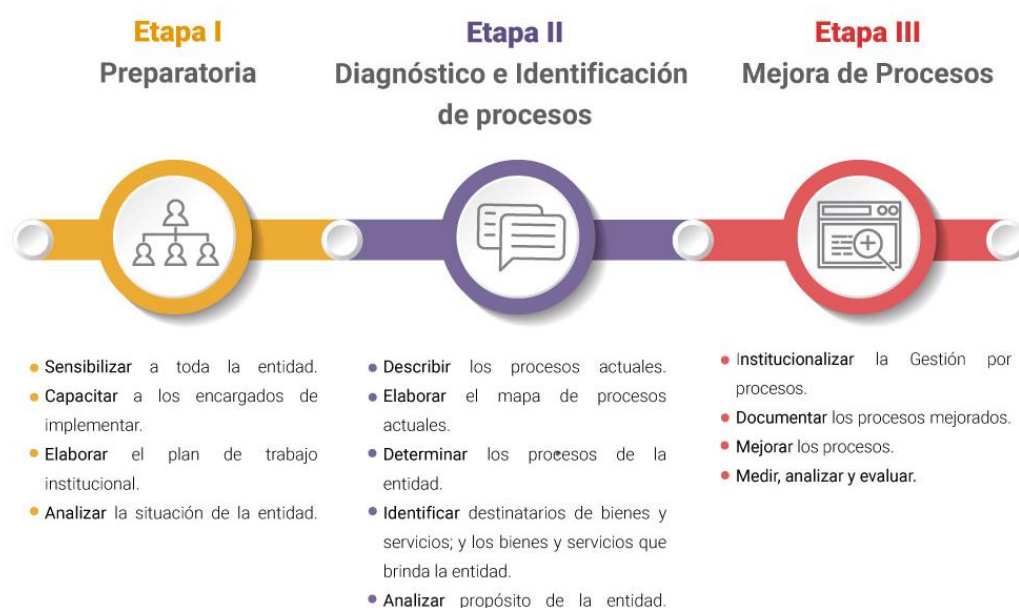 Etapa I
Preparatoria
Etapa II
Diagnóstico e Identificación
de procesos
Etapa III
Mejora de Procesos
Sensibilizar a toda la entidad.
Capacitar a los encargados de
implementar.
Elaborar el plan de trabajo
institucional.
Analizar la situación de la entidad.
Describir los procesos actuales.
Elaborar el mapa de procesos
actuales.
Determinar los procesos de la
entidad.
Identificar destinatarios de bienes y
servicios; y los bienes y servicios que
brinda la entidad.
Analizar propósito de la entidad.
Institucionalizar la Gestión por
procesos.
Documentar los procesos mejorados.
Mejorar los procesos.
Medir, analizar y evaluar.